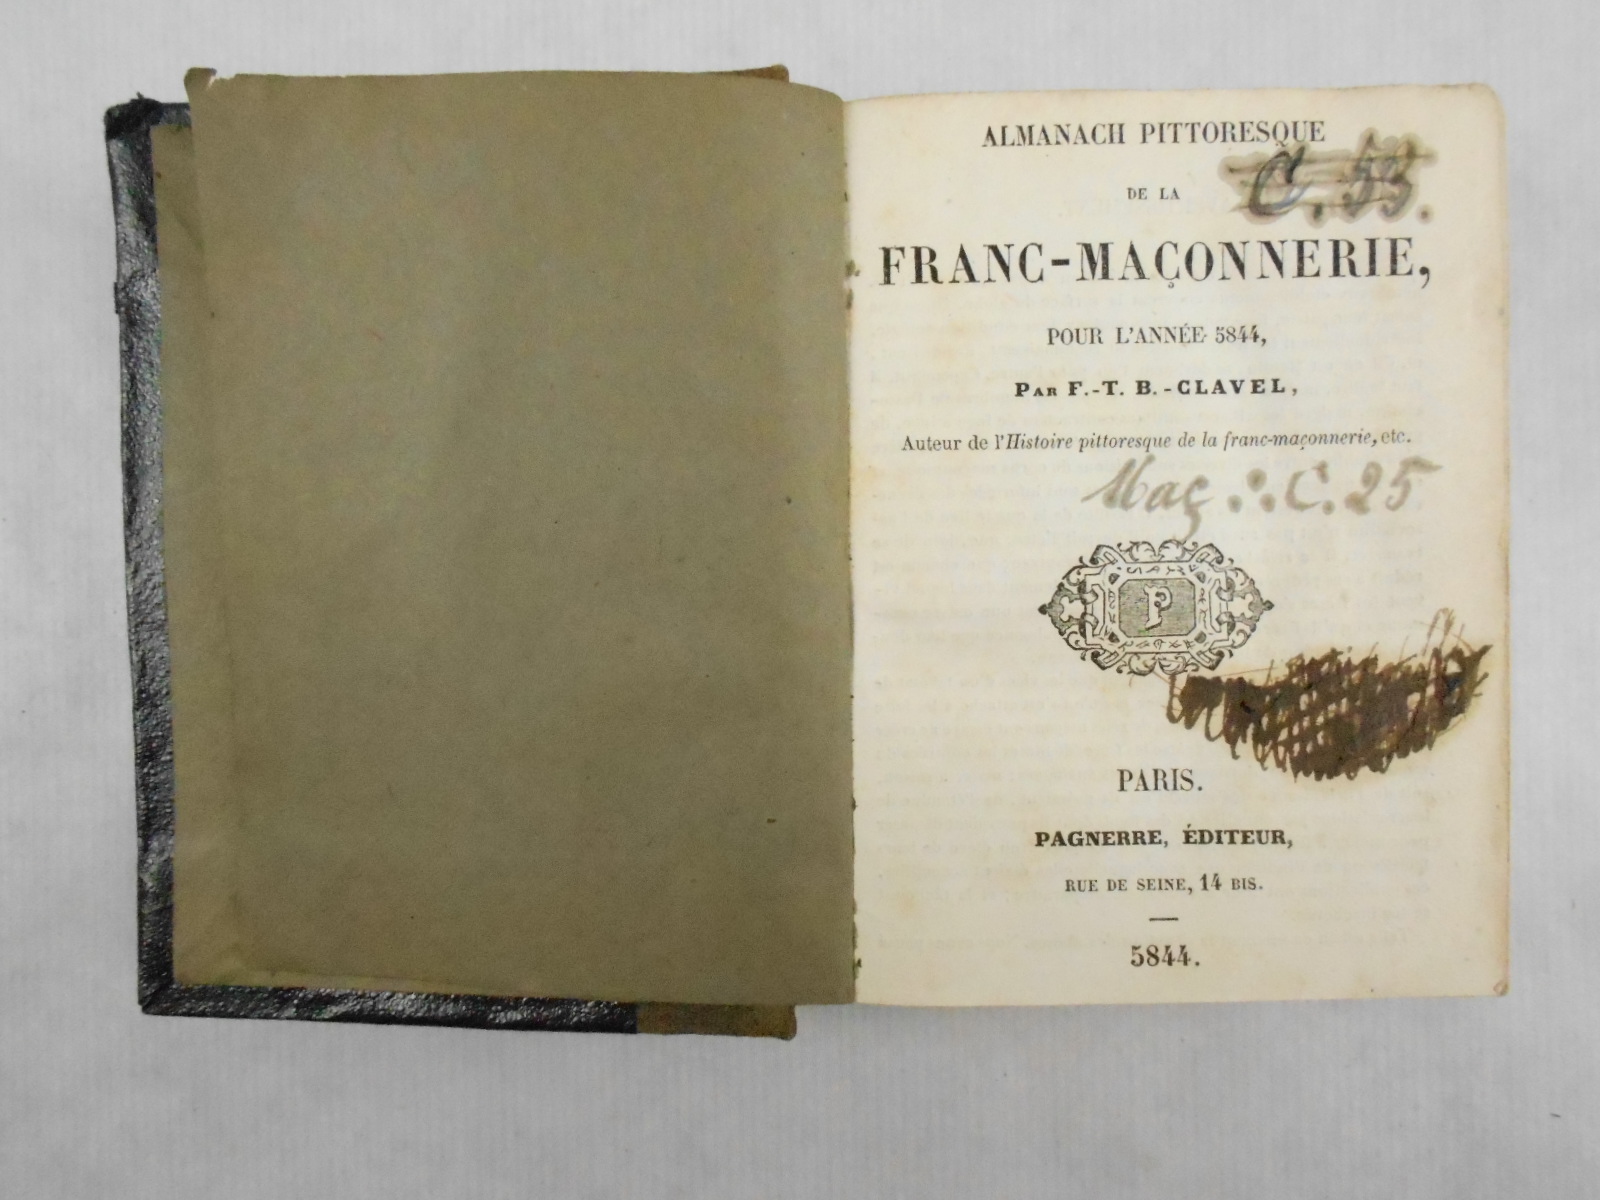 ALMANACH PITTORESQUE
DE LA
C. 53.
FRANC-MAÇONNERIE,
POUR L'ANNÉE 5844,
PAR F.-T. B.-CLAVEL,
Auteur de l'Histoire pittoresque de la franc-maçonnerie, etc.
Maç∴ C. 25
P
PARIS.
PAGNERRE, ÉDITEUR,
RUE DE SEINE, 14 BIS.
5844.